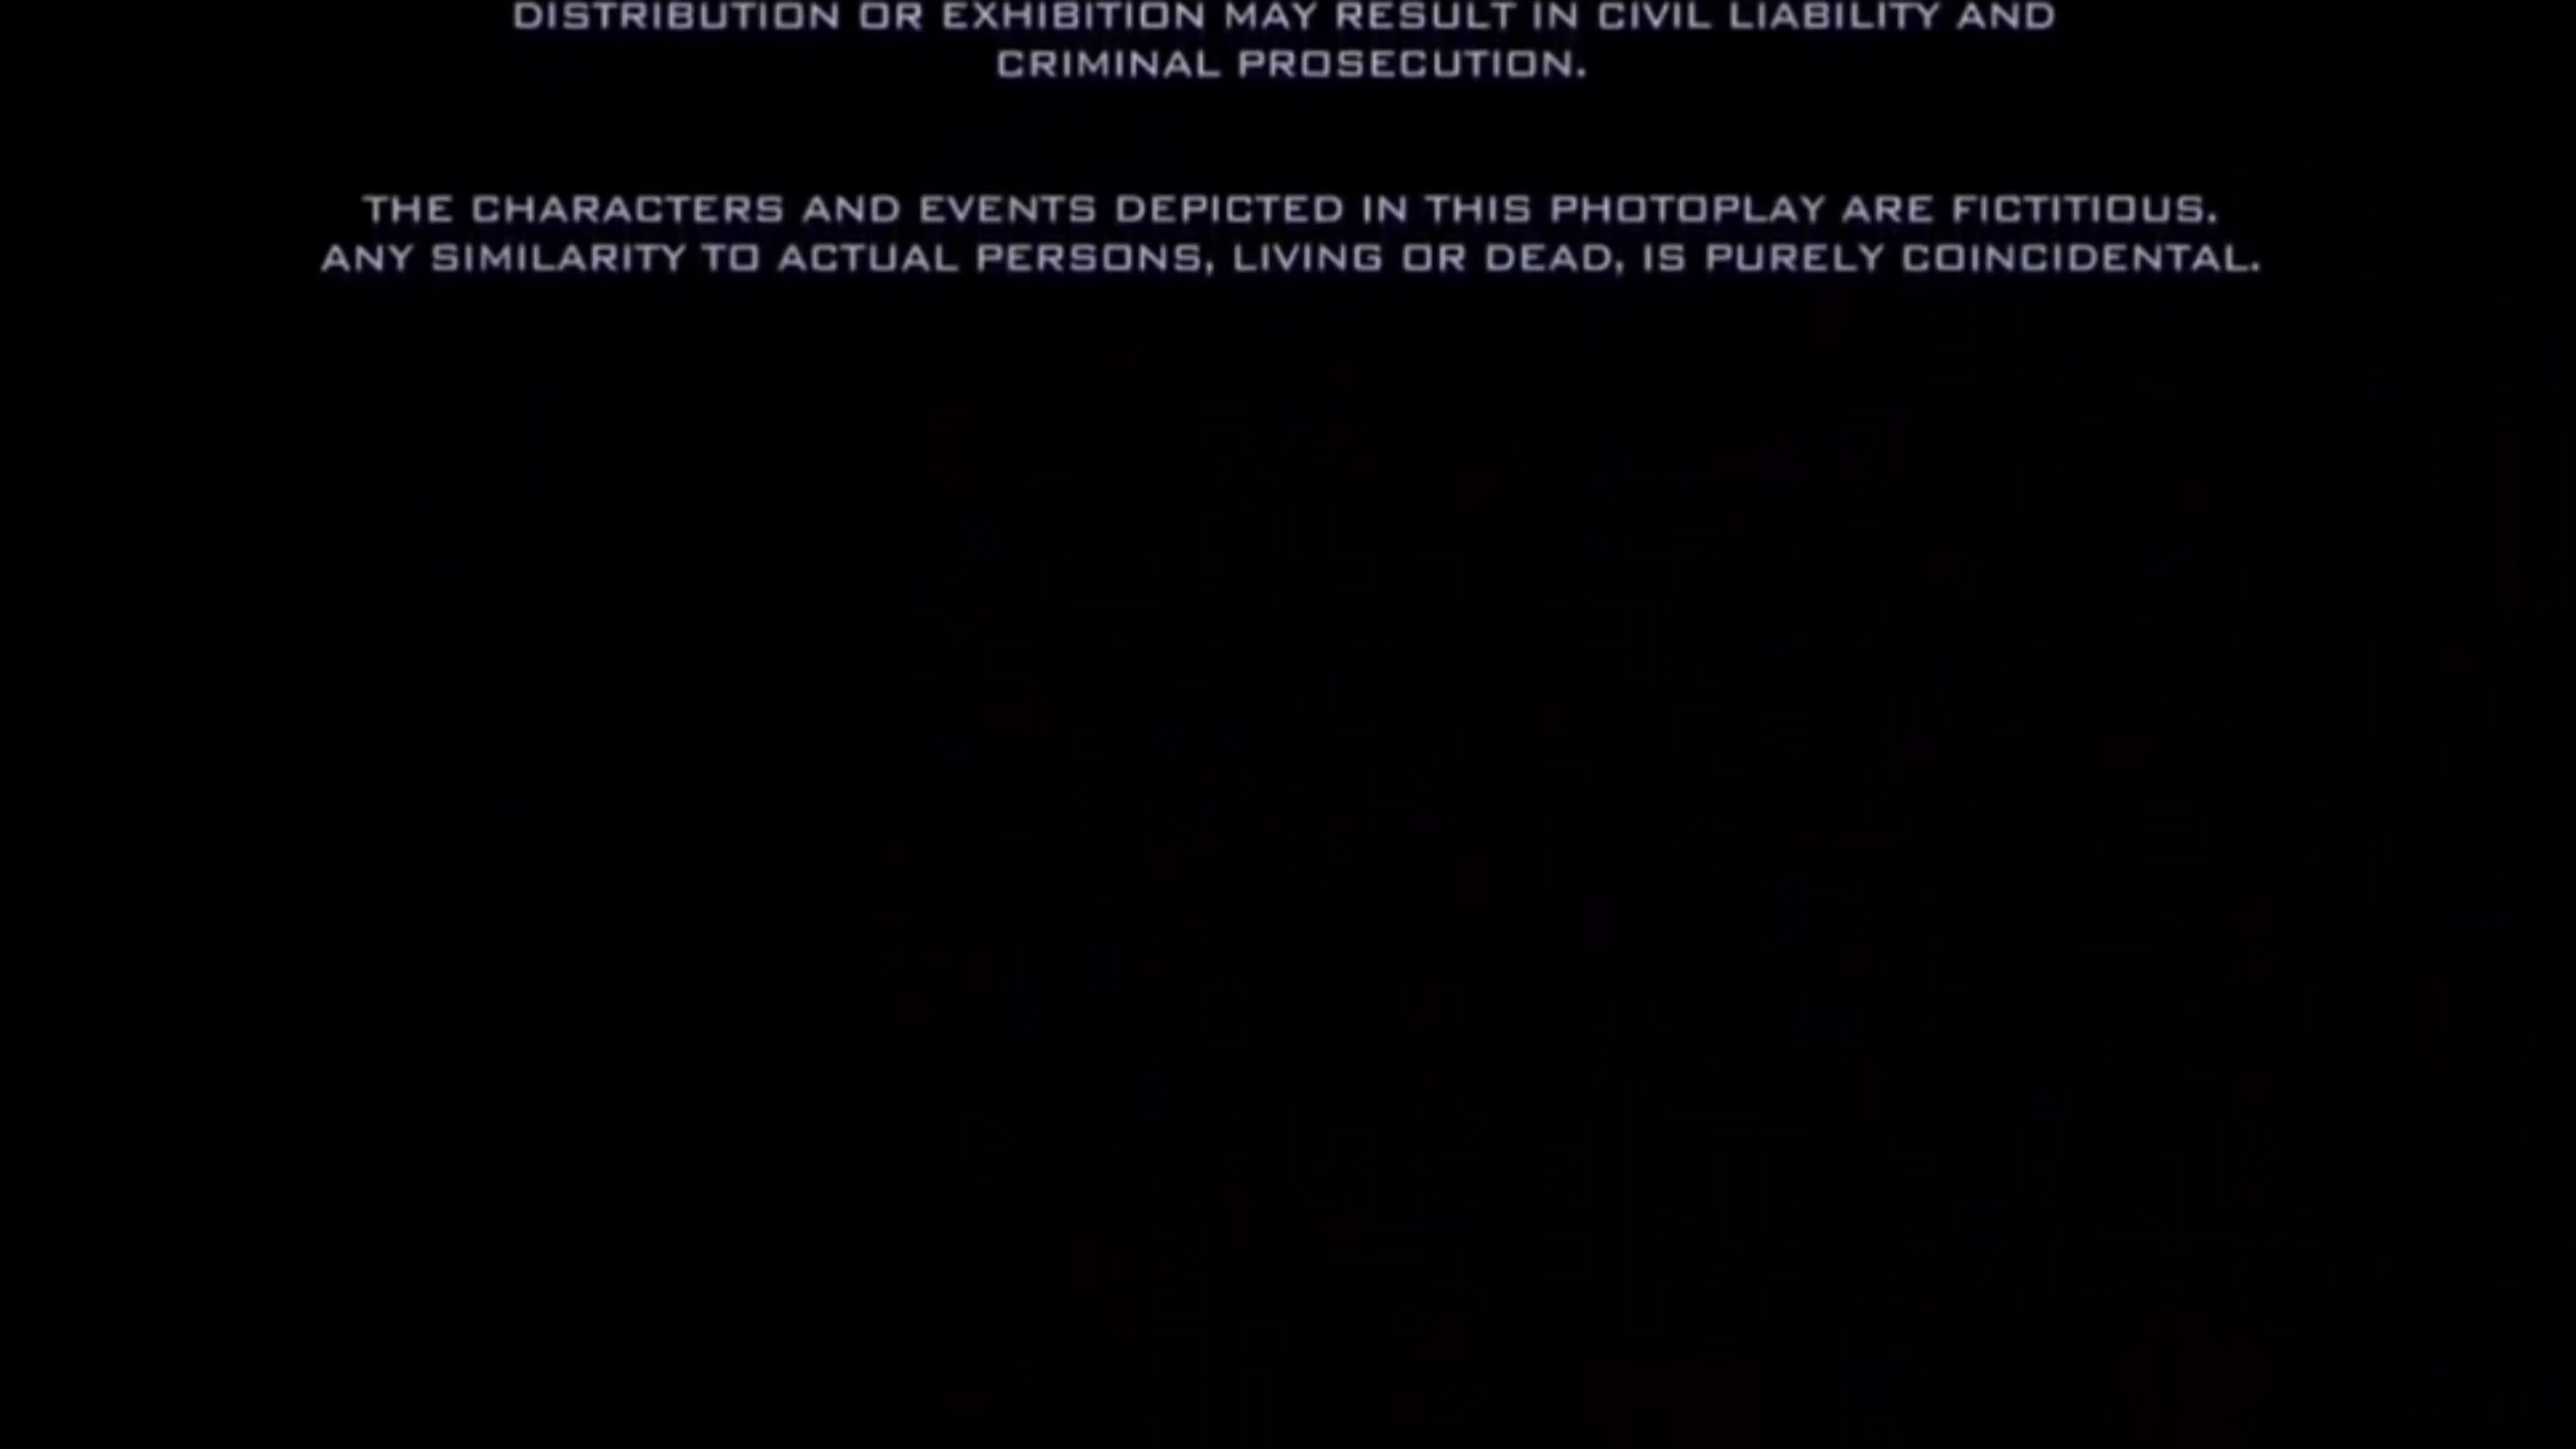 DISTRIBUTION OR EXHIBITION MAY RESULT IN CIVIL LIABILITY AND
CRIMINAL PROSECUTION.
THE CHARACTERS AND EVENTS DEPICTED IN THIS PHOTOPLAY ARE FICTITIOUS.
ANY SIMILARITY TO ACTUAL PERSONS, LIVING OR DEAD, IS PURELY COINCIDENTAL.